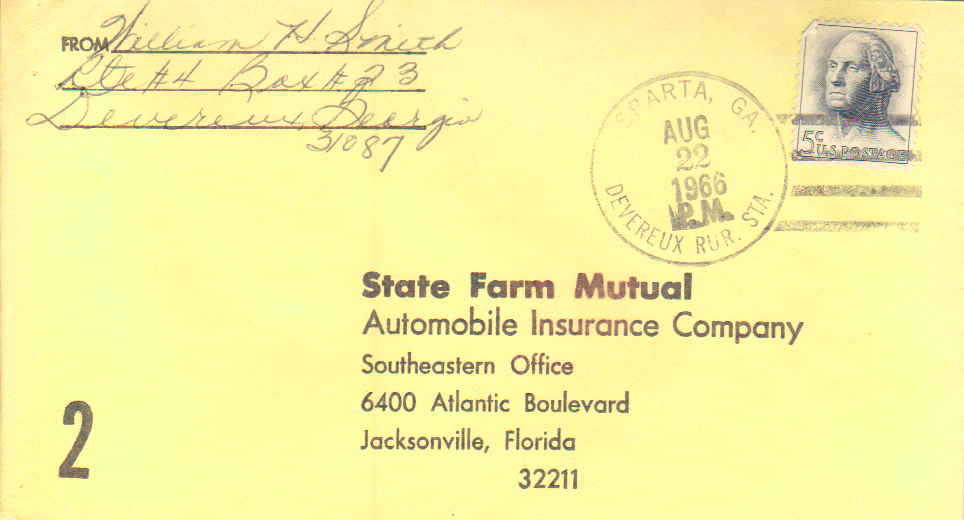 FROM William H. Smith
Rte #4 Box #23
Devereux, Georgia
31087
SPARTA, GA.
AUG
22
1966
P.M.
DEVEREUX RUR. STA.
5c
U.S. POSTAGE
State Farm Mutual
Automobile Insurance Company
Southeastern Office
6400 Atlantic Boulevard
Jacksonville, Florida
32211
2